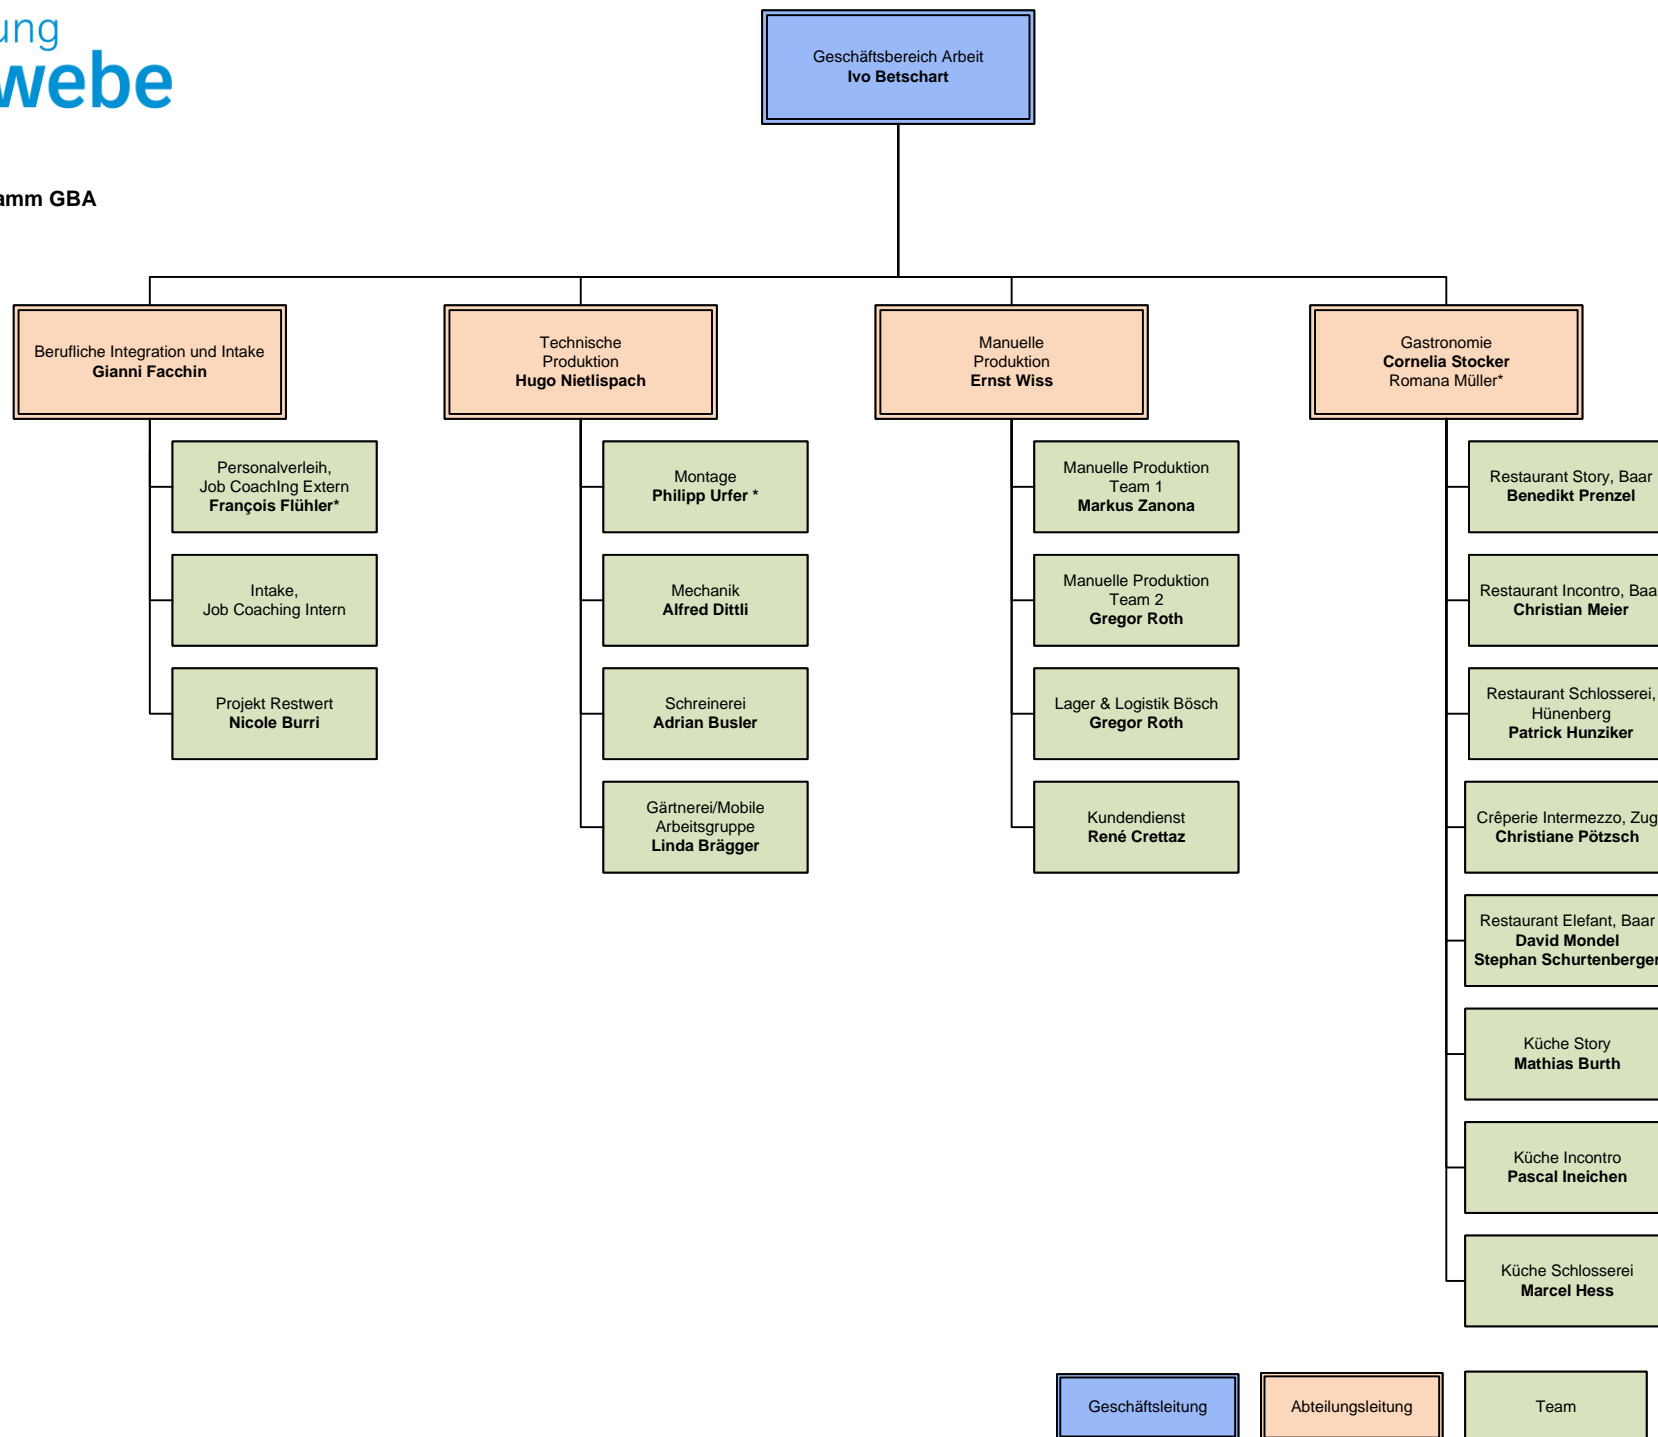 ung
webe
amm GBA
Geschäftsbereich Arbeit
Ivo Betschart
Berufliche Integration und Intake
Gianni Facchin
Technische
Produktion
Hugo Nietlispach
Manuelle
Produktion
Ernst Wiss
Gastronomie
Cornelia Stocker
Romana Müller*
Personalverleih,
Job CoachIng Extern
François Flühler*
Intake,
Job Coaching Intern
Projekt Restwert
Nicole Burri
Montage
Philipp Urfer *
Mechanik
Alfred Dittli
Schreinerei
Adrian Busler
Gärtnerei/Mobile
Arbeitsgruppe
Linda Brägger
Manuelle Produktion
Team 1
Markus Zanona
Manuelle Produktion
Team 2
Gregor Roth
Lager & Logistik Bösch
Gregor Roth
Kundendienst
René Crettaz
Restaurant Story, Baar
Benedikt Prenzel
Restaurant Incontro, Baa
Christian Meier
Restaurant Schlosserei,
Hünenberg
Patrick Hunziker
Crêperie Intermezzo, Zug
Christiane Pötzsch
Restaurant Elefant, Baar
David Mondel
Stephan Schurtenberger
Küche Story
Mathias Burth
Küche Incontro
Pascal Ineichen
Küche Schlosserei
Marcel Hess
Geschäftsleitung
Abteilungsleitung
Team